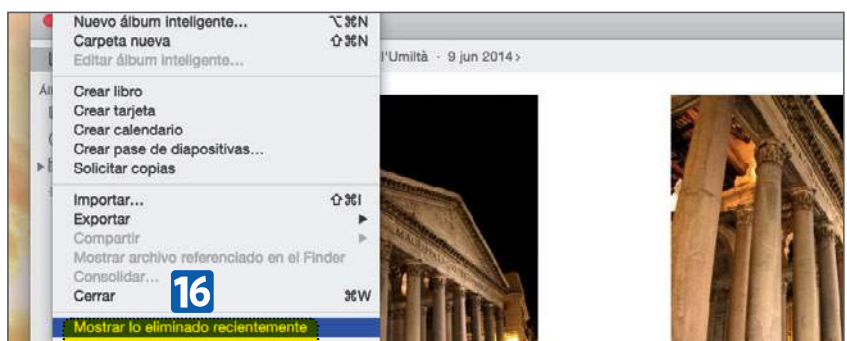 Nuevo álbum inteligente... ⌥⌘N
Carpeta nueva ⇧⌘N
Editar álbum inteligente...
l'Umiltà · 9 jun 2014 >
Crear libro
Crear tarjeta
Crear calendario
Crear pase de diapositivas...
Solicitar copias
Importar... ⇧⌘I
Exportar
Compartir
Mostrar archivo referenciado en el Finder
Consolidar...
Cerrar ⌘W
16
Mostrar lo eliminado recientemente